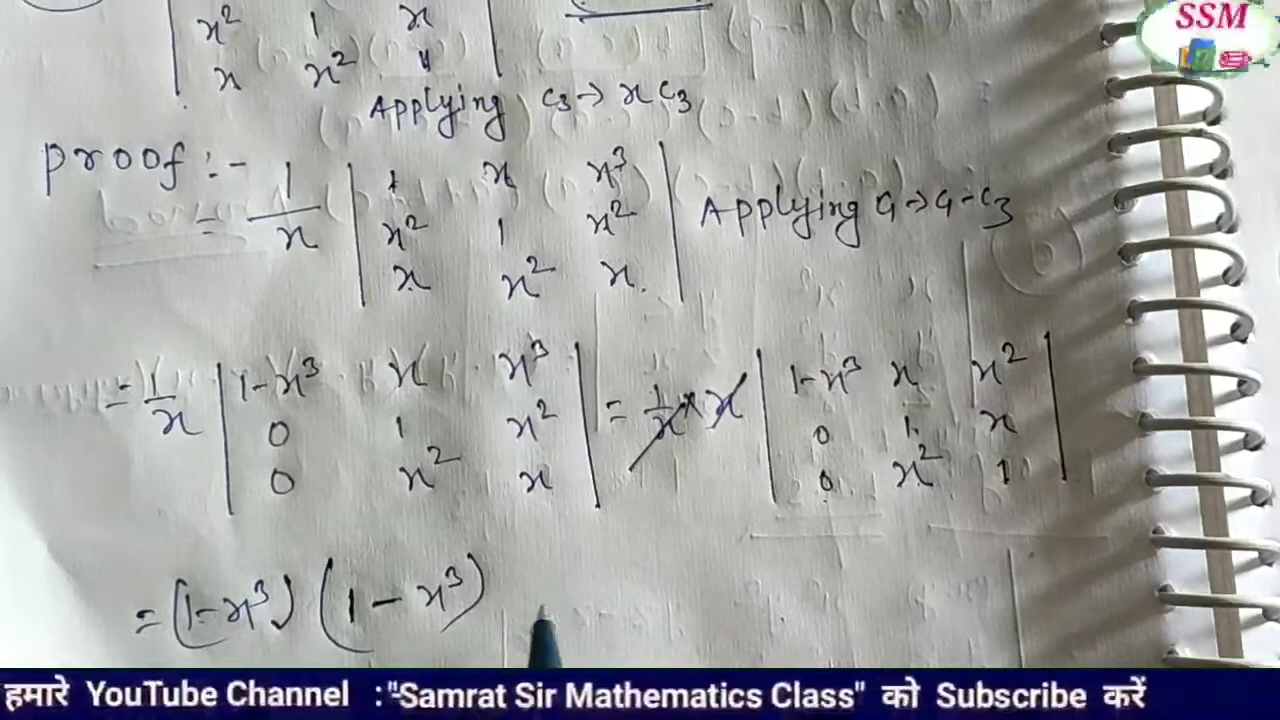 SSM
x² 1 x
x x² 1
Applying C₃→ x C₃
Proof :-
= 1/x | 1 x x³ | Applying C₁→C₁-C₃
| x² 1 x² |
| x x² x |
= 1/x | 1-x³ x x³ | = 1/x × x | 1-x³ x x² |
| 0 1 x² | | 0 1 x |
| 0 x² x | | 0 x² 1 |
= (1-x³) (1-x³)
हमारे YouTube Channel :"Samrat Sir Mathematics Class" को Subscribe करें